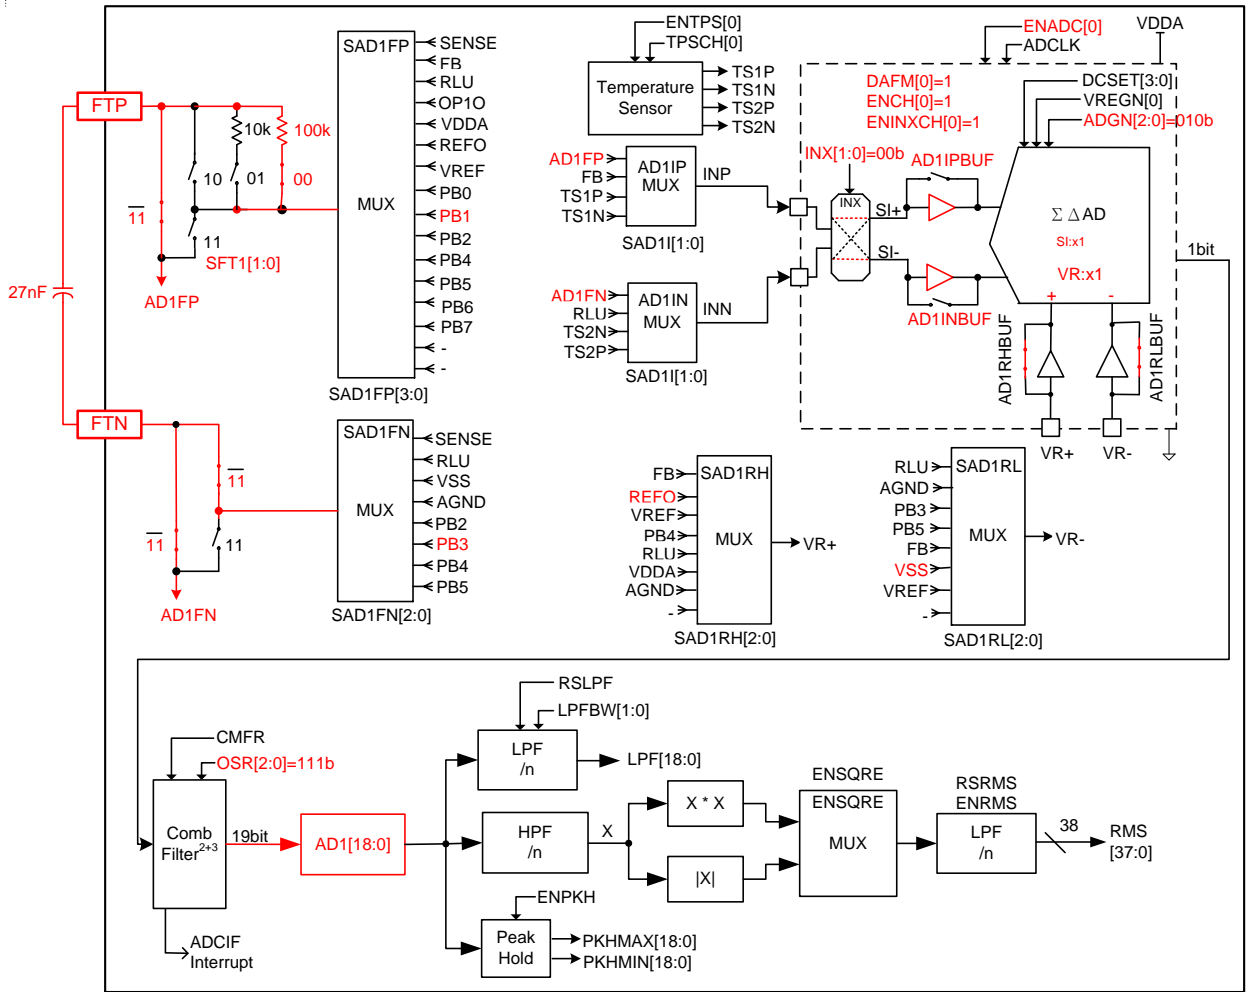 ENTPS[0]
TPSCH[0]
ENADC[0]
ADCLK
VDDA
FTP
10k
100k
10
01
00
11
11
SFT1[1:0]
AD1FP
27nF
SAD1FP
SENSE
FB
RLU
OP1O
VDDA
REFO
VREF
PB0
PB1
PB2
PB4
PB5
PB6
PB7
-
-
MUX
SAD1FP[3:0]
Temperature
Sensor
TS1P
TS1N
TS2P
TS2N
AD1FP
FB
TS1P
TS1N
AD1IP
MUX
INP
SAD1I[1:0]
AD1FN
RLU
TS2N
TS2P
AD1IN
MUX
INN
SAD1I[1:0]
DAFM[0]=1
ENCH[0]=1
ENINXCH[0]=1
INX[1:0]=00b
INX
SI+
SI-
AD1IPBUF
AD1INBUF
DCSET[3:0]
VREGN[0]
ADGN[2:0]=010b
Σ ΔAD
SI:x1
VR:x1
+
-
1bit
AD1RHBUF
AD1RLBUF
VR+
VR-
FTN
11
11
11
AD1FN
SAD1FN
SENSE
RLU
VSS
AGND
PB2
PB3
PB4
PB5
MUX
SAD1FN[2:0]
FB
REFO
VREF
PB4
RLU
VDDA
AGND
-
SAD1RH
MUX
VR+
SAD1RH[2:0]
RLU
AGND
PB3
PB5
FB
VSS
VREF
-
SAD1RL
MUX
VR-
SAD1RL[2:0]
CMFR
OSR[2:0]=111b
Comb
Filter2+3
19bit
ADCIF
Interrupt
AD1[18:0]
RSLPF
LPFBW[1:0]
LPF
/n
LPF[18:0]
HPF
/n
X
ENPKH
Peak
Hold
PKHMAX[18:0]
PKHMIN[18:0]
X * X
|X|
ENSQRE
ENSQRE
MUX
RSRMS
ENRMS
LPF
/n
38
RMS
[37:0]